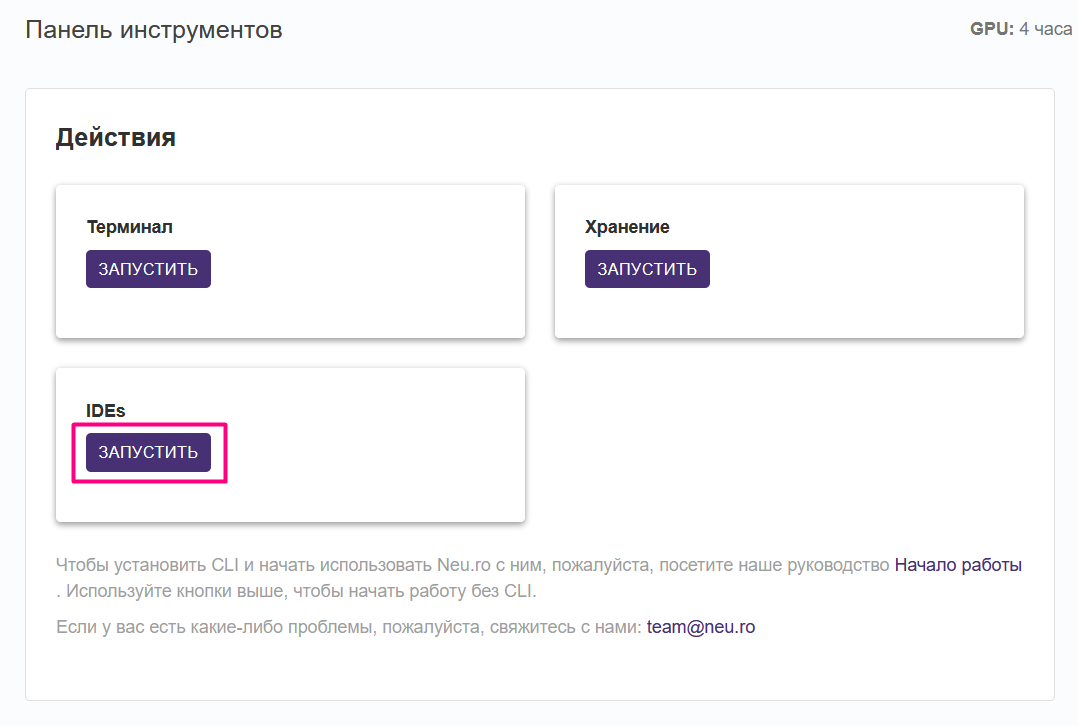 Панель инструментов
GPU: 4 часа
Действия
Терминал
ЗАПУСТИТЬ
Хранение
ЗАПУСТИТЬ
IDEs
ЗАПУСТИТЬ
Чтобы установить CLI и начать использовать Neu.ro с ним, пожалуйста, посетите наше руководство Начало работы
. Используйте кнопки выше, чтобы начать работу без CLI.
Если у вас есть какие-либо проблемы, пожалуйста, свяжитесь с нами: team@neu.ro